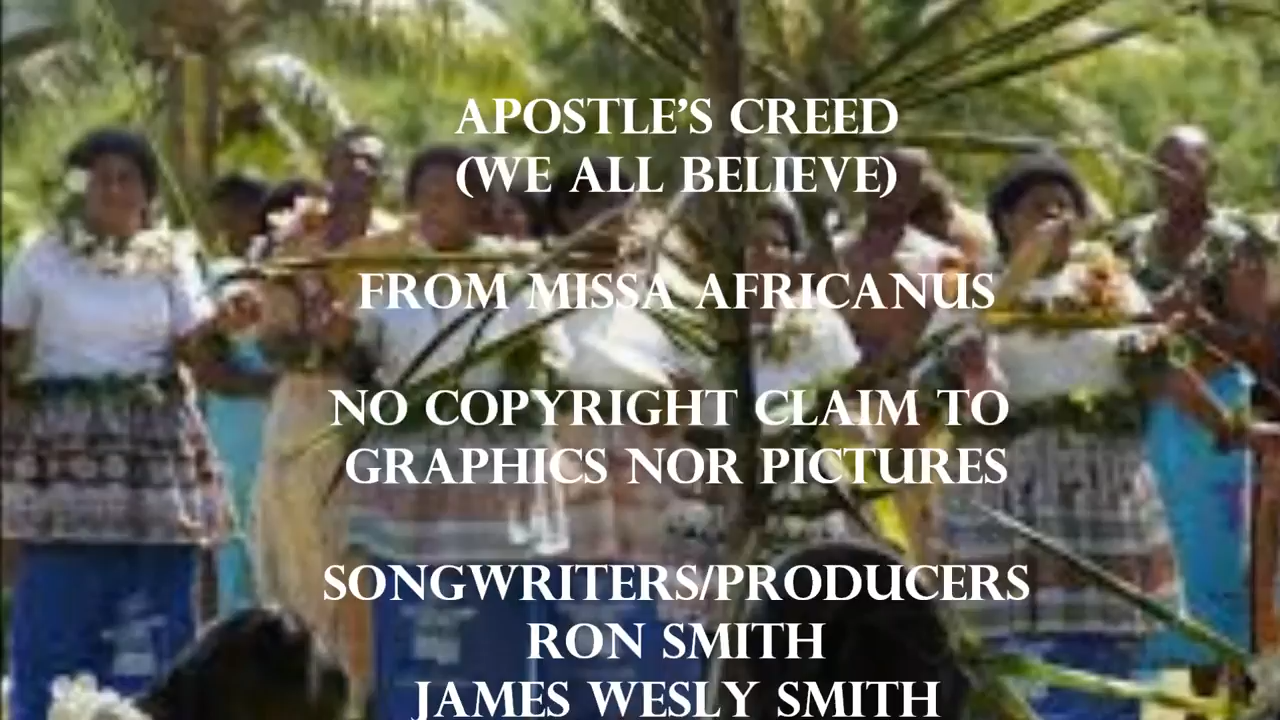 APOSTLE'S CREED
(WE ALL BELIEVE)
FROM MISSA AFRICANUS
NO COPYRIGHT CLAIM TO
GRAPHICS NOR PICTURES
SONGWRITERS/PRODUCERS
RON SMITH
JAMES WESLY SMITH